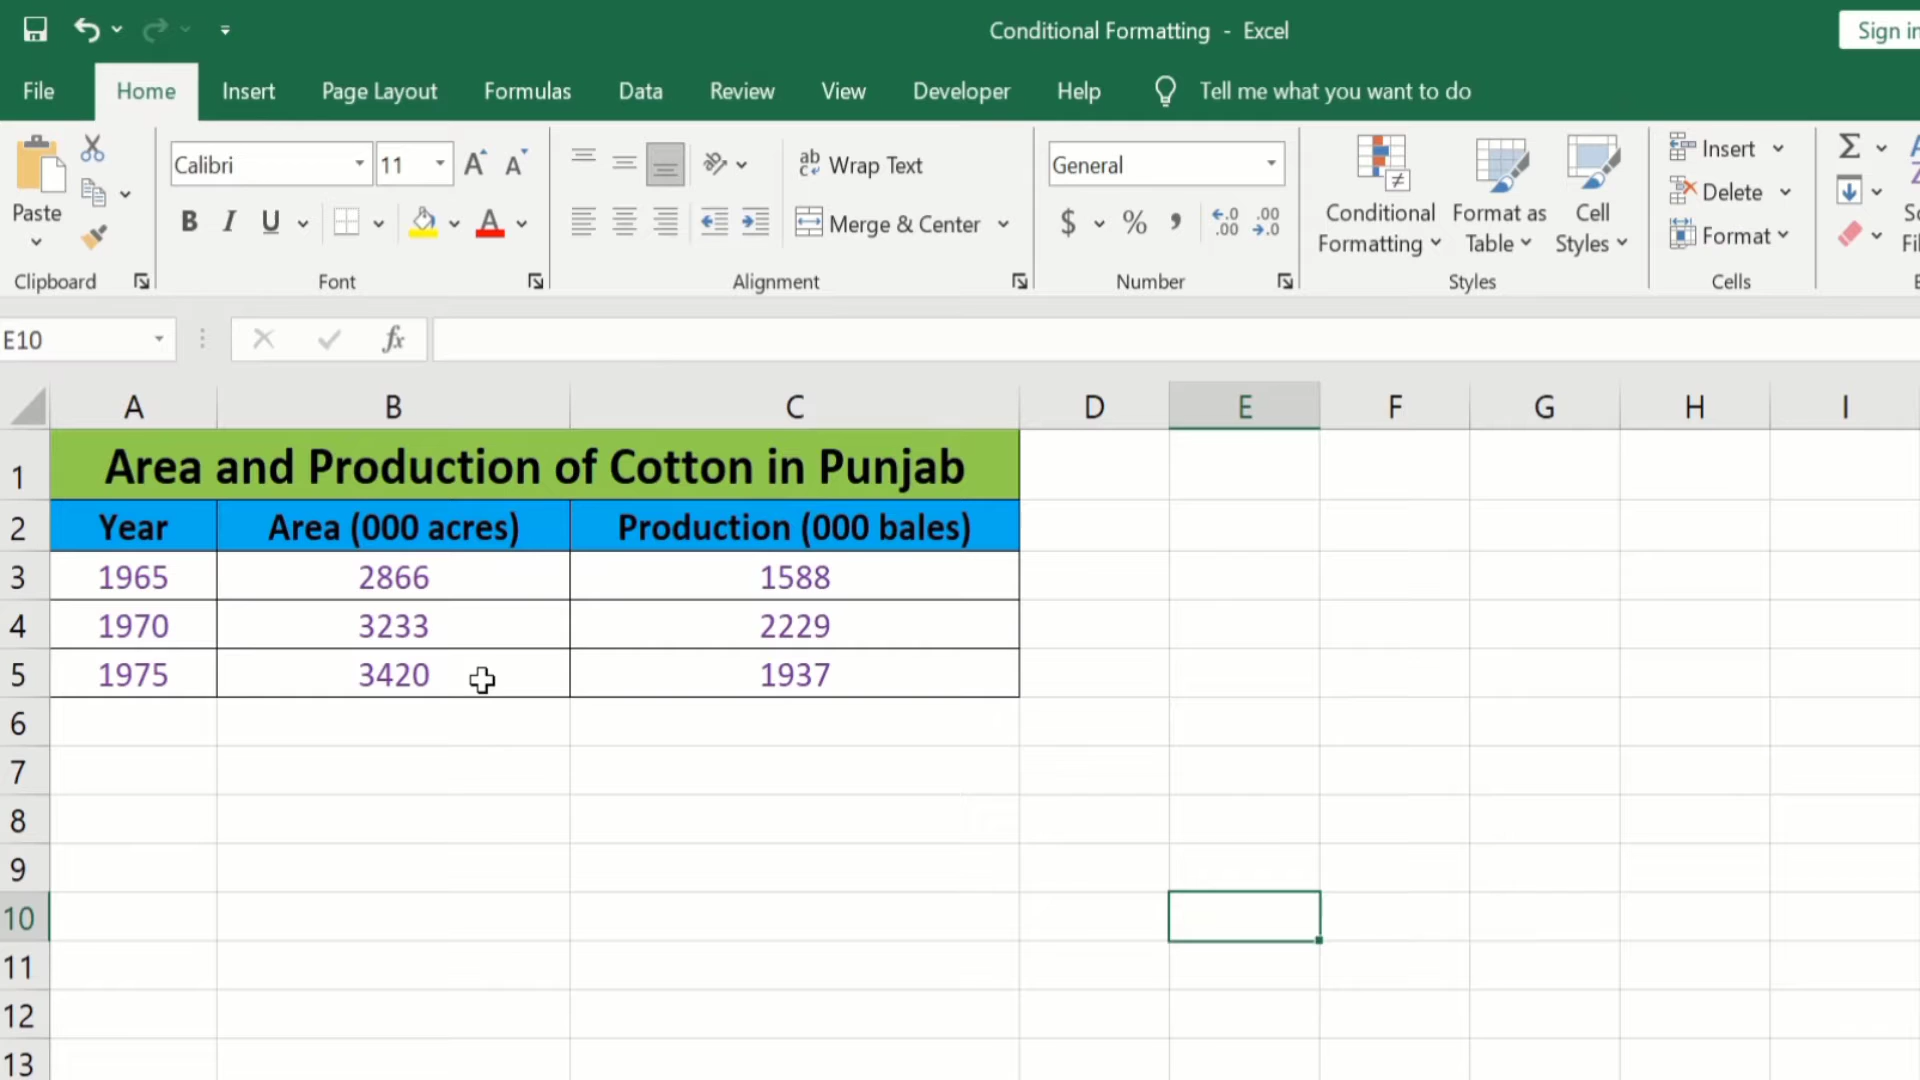 Conditional Formatting - Excel
Sign in
File Home Insert Page Layout Formulas Data Review View Developer Help Tell me what you want to do
Paste
Clipboard
Calibri 11
B I U A
Font
Wrap Text
Merge & Center
Alignment
General
$ % ,
Number
Conditional Formatting
Format as Table
Cell Styles
Styles
Insert
Delete
Format
Cells
E10 fx
A B C D E F G H I
1 Area and Production of Cotton in Punjab
2 Year Area (000 acres) Production (000 bales)
3 1965 2866 1588
4 1970 3233 2229
5 1975 3420 1937
6
7
8
9
10
11
12
13